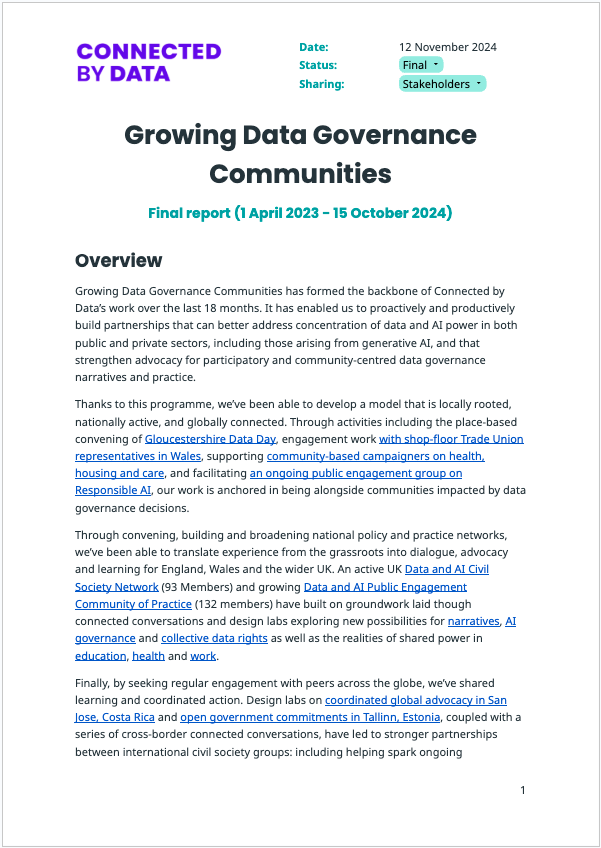 CONNECTED
BY DATA
Date: 12 November 2024
Status: Final
Sharing: Stakeholders
Growing Data Governance
Communities
Final report (1 April 2023 - 15 October 2024)
Overview
Growing Data Governance Communities has formed the backbone of Connected by
Data's work over the last 18 months. It has enabled us to proactively and productively
build partnerships that can better address concentration of data and AI power in both
public and private sectors, including those arising from generative AI, and that
strengthen advocacy for participatory and community-centred data governance
narratives and practice.
Thanks to this programme, we've been able to develop a model that is locally rooted,
nationally active, and globally connected. Through activities including the place-based
convening of Gloucestershire Data Day, engagement work with shop-floor Trade Union
representatives in Wales, supporting community-based campaigners on health,
housing and care, and facilitating an ongoing public engagement group on
Responsible AI, our work is anchored in being alongside communities impacted by data
governance decisions.
Through convening, building and broadening national policy and practice networks,
we've been able to translate experience from the grassroots into dialogue, advocacy
and learning for England, Wales and the wider UK. An active UK Data and AI Civil
Society Network (93 Members) and growing Data and AI Public Engagement
Community of Practice (132 members) have built on groundwork laid though
connected conversations and design labs exploring new possibilities for narratives, AI
governance and collective data rights as well as the realities of shared power in
education, health and work.
Finally, by seeking regular engagement with peers across the globe, we've shared
learning and coordinated action. Design labs on coordinated global advocacy in San
Jose, Costa Rica and open government commitments in Tallinn, Estonia, coupled with a
series of cross-border connected conversations, have led to stronger partnerships
between international civil society groups: including helping spark ongoing
1